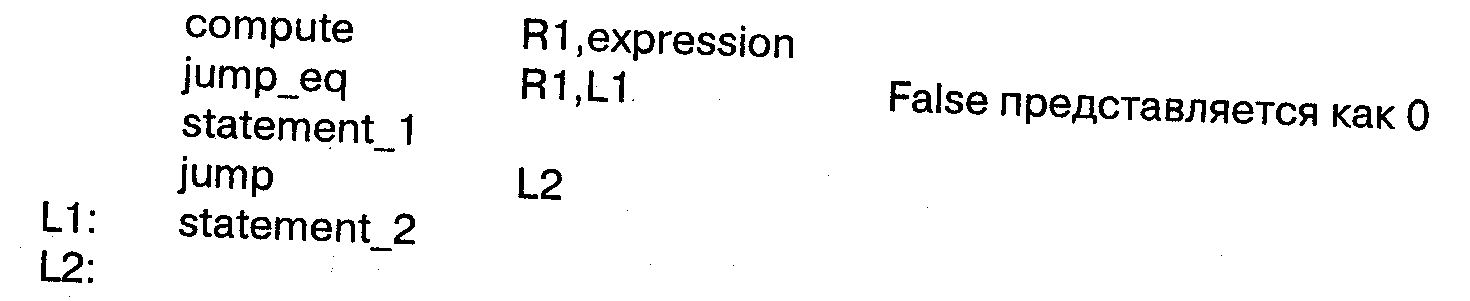 compute R1,expression
jump_eq R1,L1 False представляется как 0
statement_1
jump L2
L1: statement_2
L2: